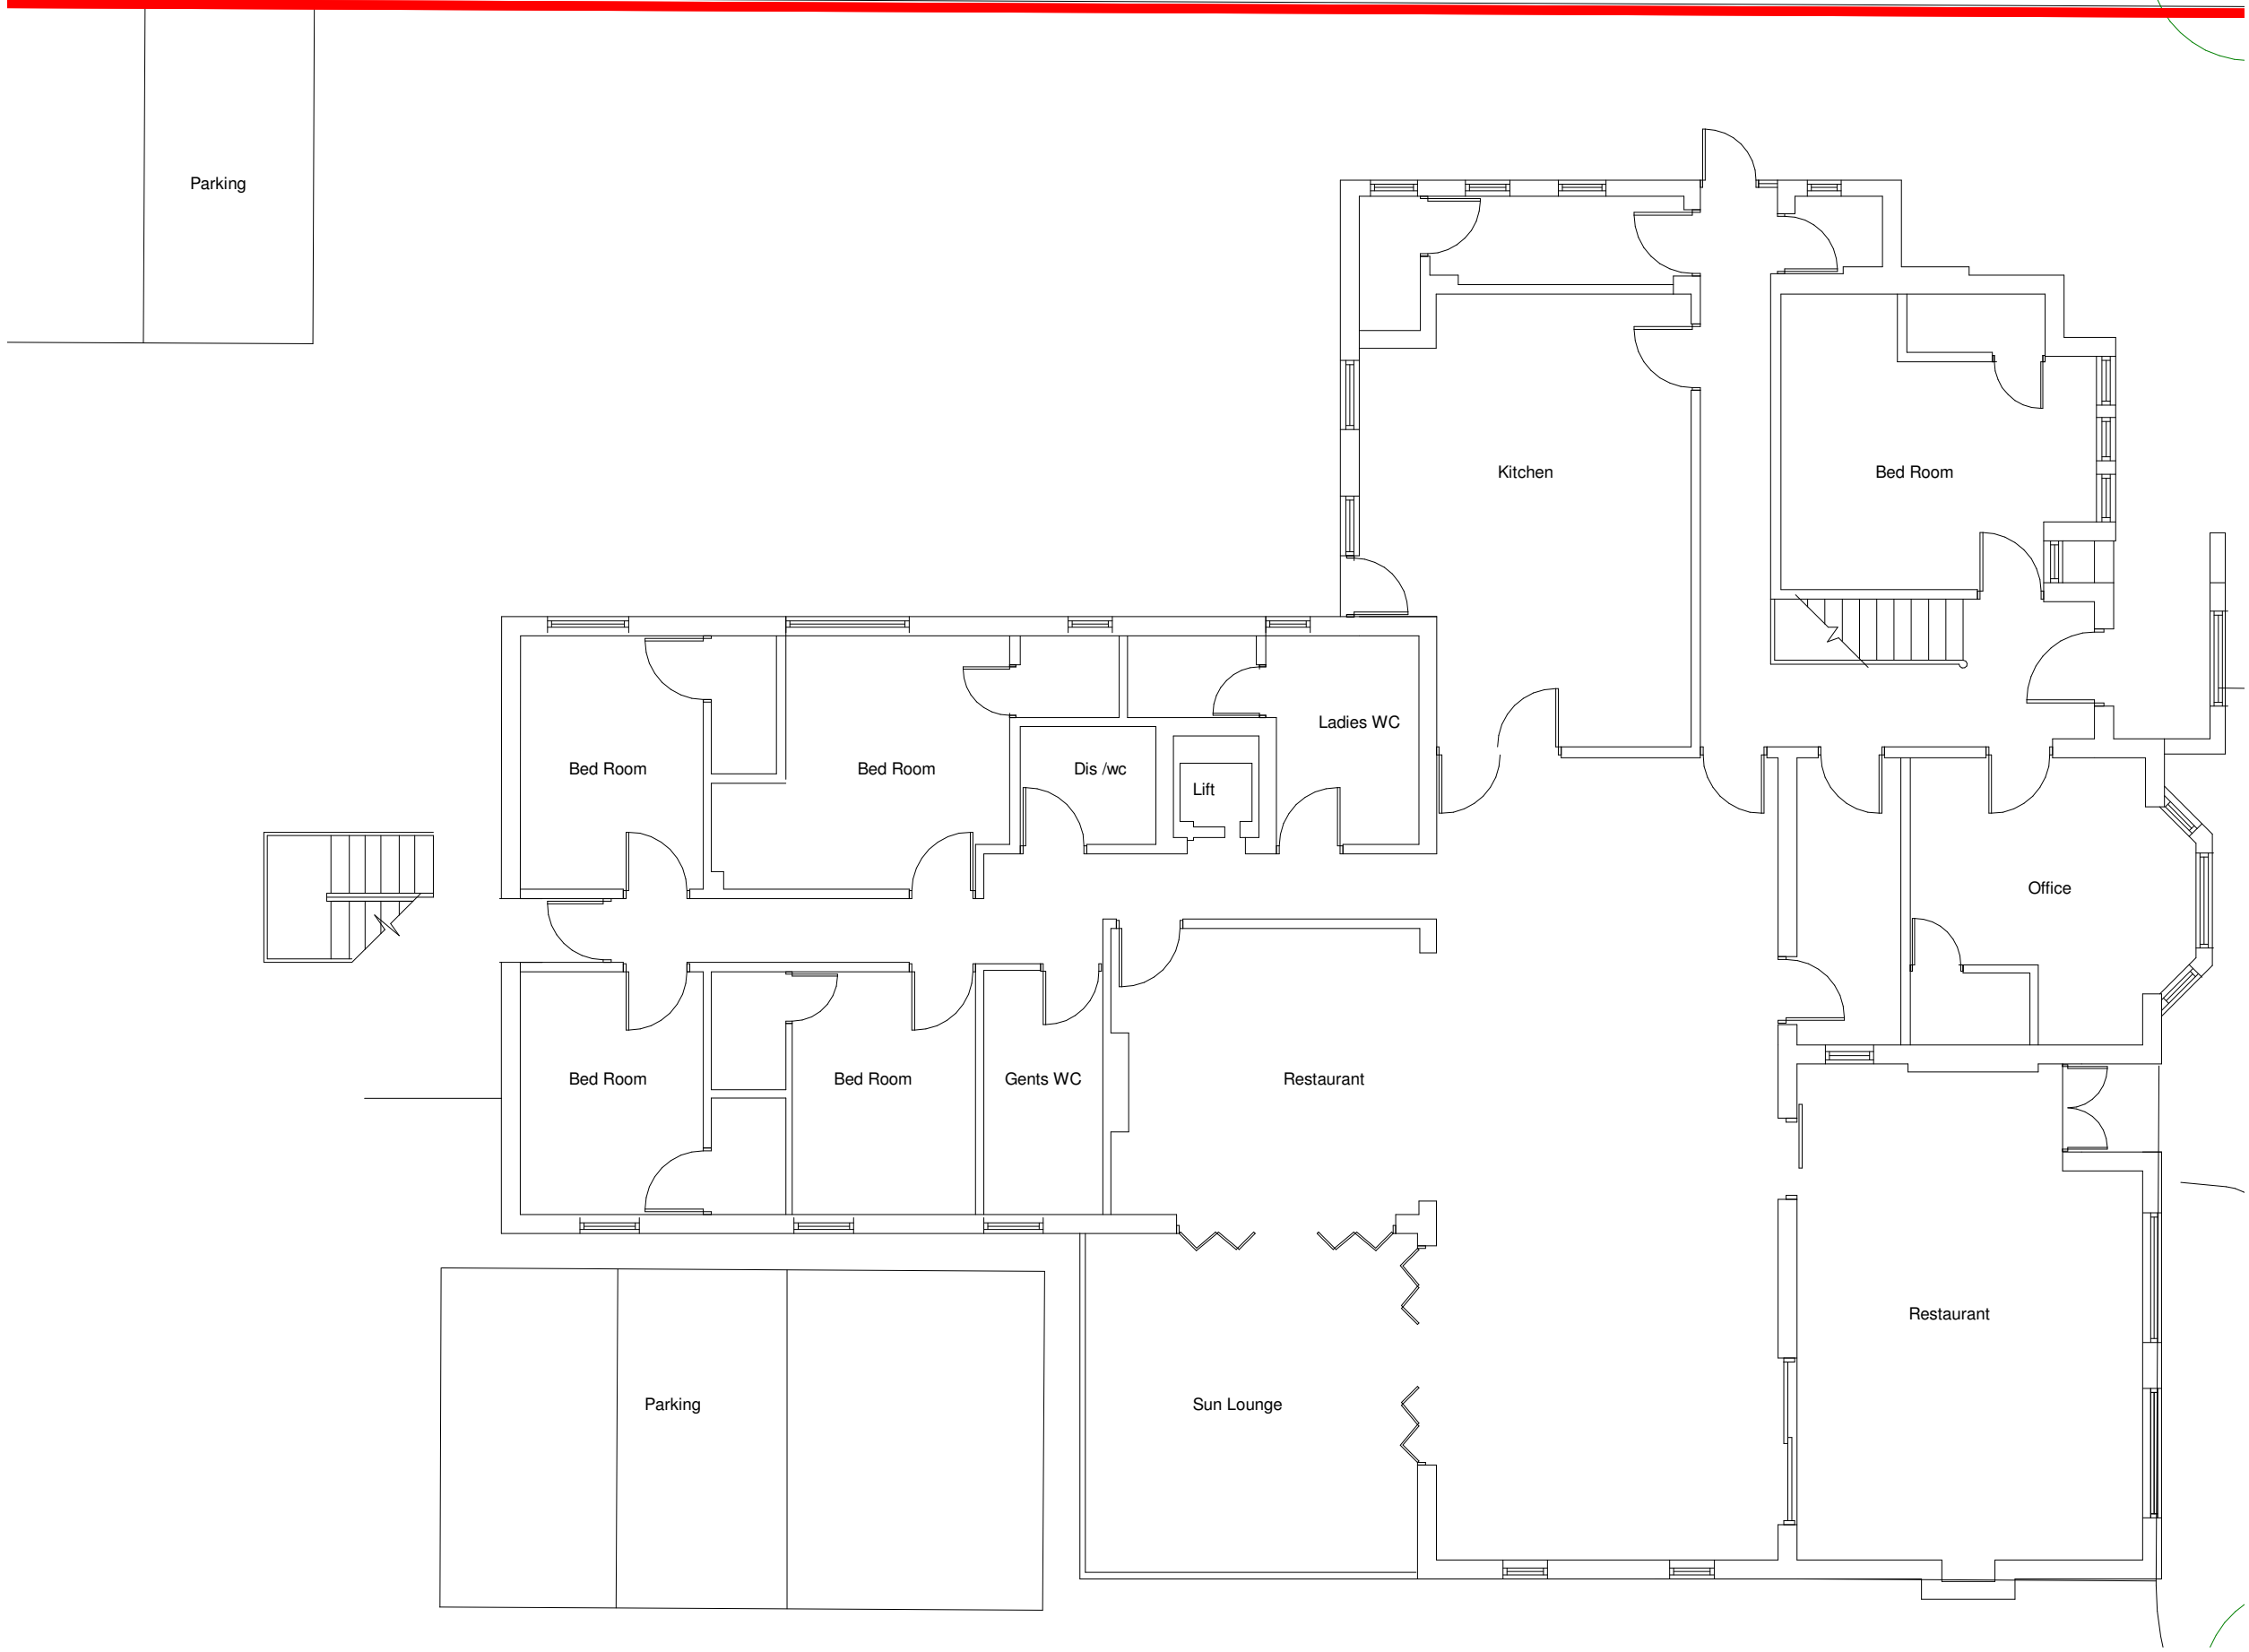 Parking
Kitchen
Bed Room
Ladies WC
Bed Room
Bed Room
Dis /wc
Lift
Office
Bed Room
Bed Room
Gents WC
Restaurant
Restaurant
Parking
Sun Lounge